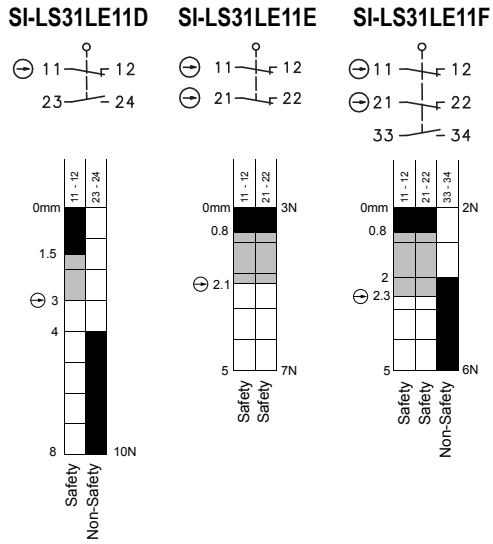 SI-LS31LE11D
SI-LS31LE11E
SI-LS31LE11F
11 12
23 24
11 12
21 22
11 12
21 22
33 34
11 - 12
23 - 24
0mm
1.5
3
4
8
10N
Safety
Non-Safety
11 - 12
21 - 22
0mm
3N
0.8
2.1
5
7N
Safety
Safety
11 - 12
21 - 22
33 - 34
0mm
2N
0.8
2
2.3
5
6N
Safety
Safety
Non-Safety